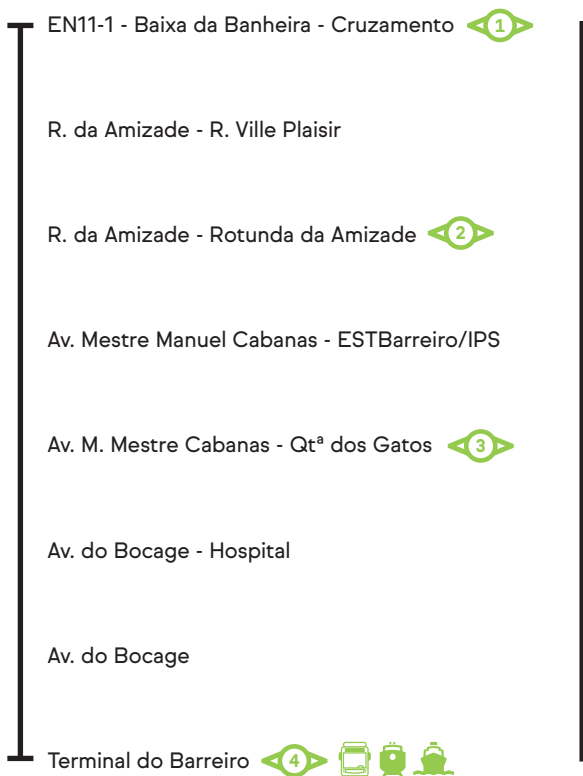 EN11-1 - Baixa da Banheira - Cruzamento 1
R. da Amizade - R. Ville Plaisir
R. da Amizade - Rotunda da Amizade 2
Av. Mestre Manuel Cabanas - ESTBarreiro/IPS
Av. M. Mestre Cabanas - Qtª dos Gatos 3
Av. do Bocage - Hospital
Av. do Bocage
Terminal do Barreiro 4